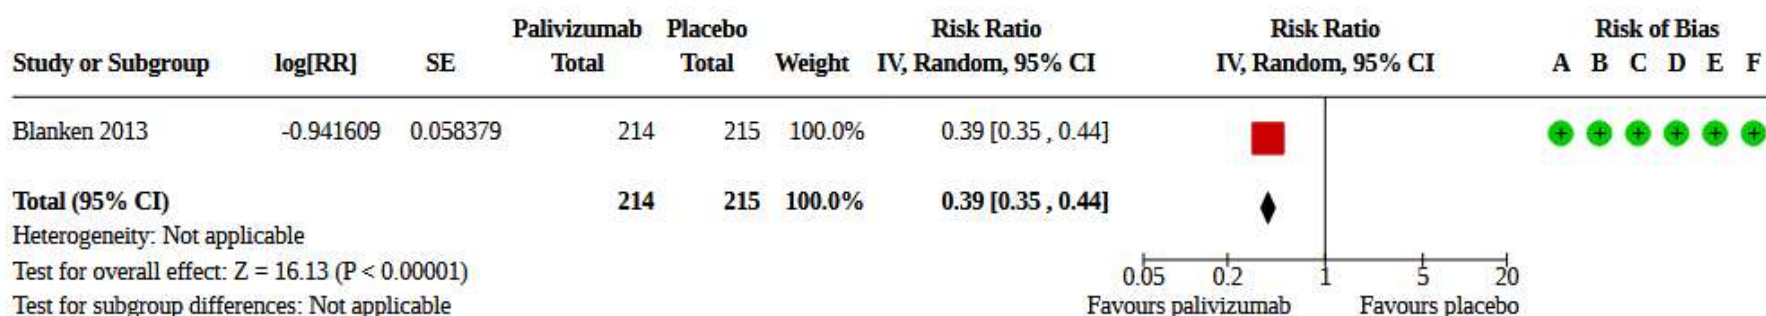 Palivizumab Placebo Risk Ratio Risk Ratio Risk of Bias
Study or Subgroup log[RR] SE Total Total Weight IV, Random, 95% CI IV, Random, 95% CI A B C D E F
Blanken 2013 -0.941609 0.058379 214 215 100.0% 0.39 [0.35 , 0.44] + + + + + +
Total (95% CI) 214 215 100.0% 0.39 [0.35 , 0.44]
Heterogeneity: Not applicable
Test for overall effect: Z = 16.13 (P < 0.00001) 0.05 0.2 1 5 20
Test for subgroup differences: Not applicable Favours palivizumab Favours placebo